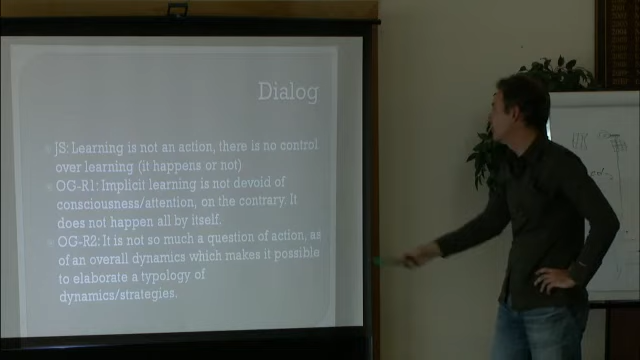 Dialog
JS: Learning is not an action, there is no control
over learning (it happens or not)
OG-R1: Implicit learning is not devoid of
consciousness/attention, on the contrary. It
does not happen all by itself.
OG-R2: It is not so much a question of action, as
of an overall dynamics which makes it possible
to elaborate a typology of
dynamics/strategies.